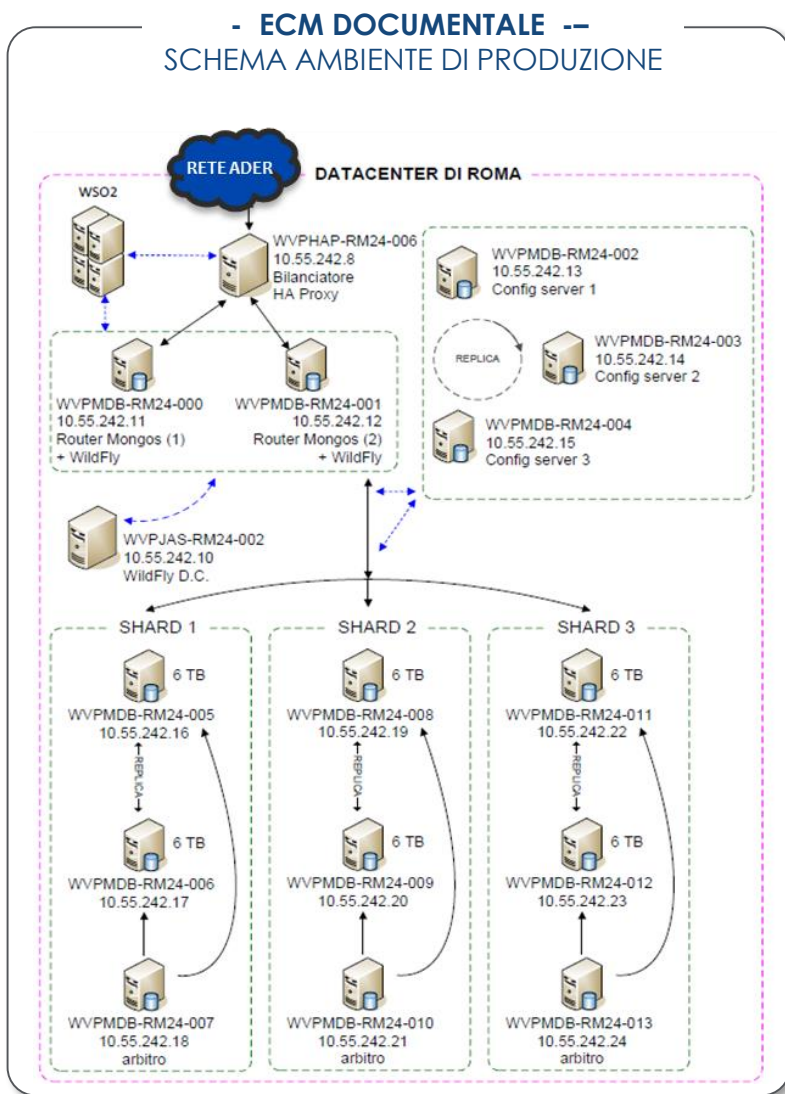 - ECM DOCUMENTALE -–
SCHEMA AMBIENTE DI PRODUZIONE
RETE ADER
DATACENTER DI ROMA
WSO2
WVPHAP-RM24-006
10.55.242.8
Bilanciatore
HA Proxy
WVPMDB-RM24-002
10.55.242.13
Config server 1
REPLICA
WVPMDB-RM24-003
10.55.242.14
Config server 2
WVPMDB-RM24-004
10.55.242.15
Config server 3
WVPMDB-RM24-000
10.55.242.11
Router Mongos (1)
+ WildFly
WVPMDB-RM24-001
10.55.242.12
Router Mongos (2)
+ WildFly
WVPJAS-RM24-002
10.55.242.10
WildFly D.C.
SHARD 1
6 TB
WVPMDB-RM24-005
10.55.242.16
REPLICA
6 TB
WVPMDB-RM24-006
10.55.242.17
WVPMDB-RM24-007
10.55.242.18
arbitro
SHARD 2
6 TB
WVPMDB-RM24-008
10.55.242.19
REPLICA
6 TB
WVPMDB-RM24-009
10.55.242.20
WVPMDB-RM24-010
10.55.242.21
arbitro
SHARD 3
6 TB
WVPMDB-RM24-011
10.55.242.22
REPLICA
6 TB
WVPMDB-RM24-012
10.55.242.23
WVPMDB-RM24-013
10.55.242.24
arbitro